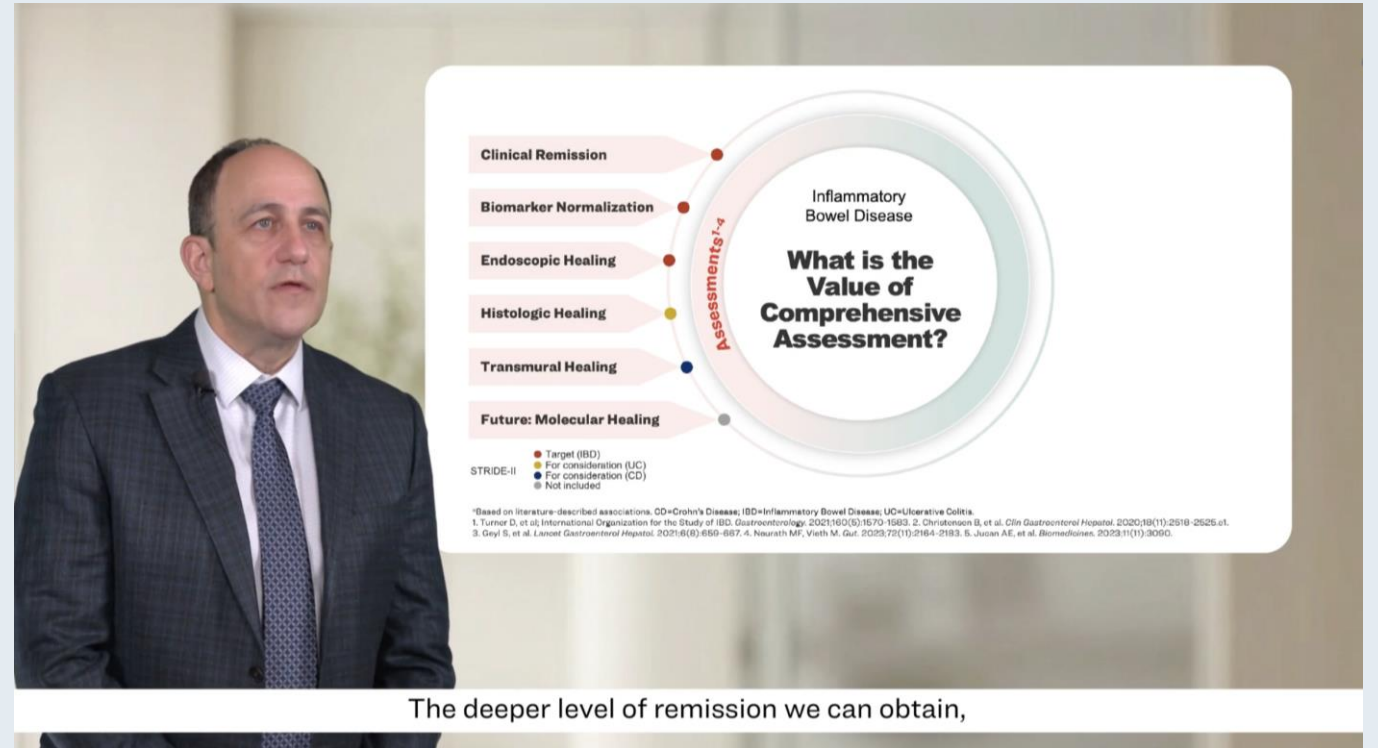 Clinical Remission
Biomarker Normalization
Endoscopic Healing
Histologic Healing
Transmural Healing
Future: Molecular Healing
Assessments¹⁻⁴
Inflammatory
Bowel Disease
What is the
Value of
Comprehensive
Assessment?
STRIDE-II
Target (IBD)
For consideration (UC)
For consideration (CD)
Not included
*Based on literature-described associations. CD=Crohn's Disease; IBD=Inflammatory Bowel Disease; UC=Ulcerative Colitis.
1. Turner D, et al; International Organization for the Study of IBD. Gastroenterology. 2021;160(5):1570-1583. 2. Christensen B, et al. Clin Gastroenterol Hepatol. 2020;18(11):2518-2525.e1.
3. Geyl S, et al. Lancet Gastroenterol Hepatol. 2021;6(8):659-667. 4. Neurath MF, Vieth M. Gut. 2023;72(11):2164-2183. 5. Jucan AE, et al. Biomedicines. 2023;11(11):3090.
The deeper level of remission we can obtain,